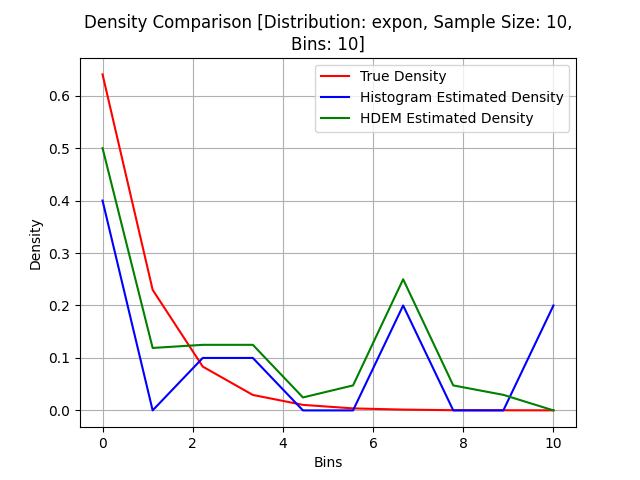 Density Comparison [Distribution: expon, Sample Size: 10,
Bins: 10]
True Density
Histogram Estimated Density
HDEM Estimated Density
Density
0.6
0.5
0.4
0.3
0.2
0.1
0.0
0 2 4 6 8 10
Bins